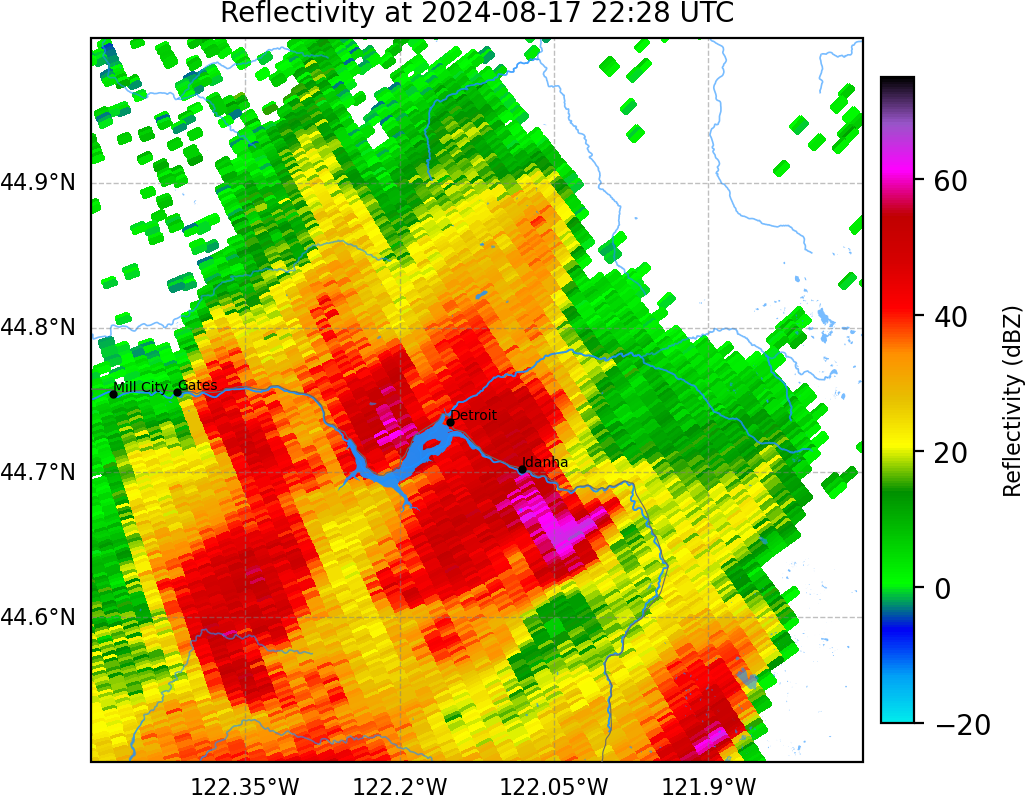 Reflectivity at 2024-08-17 22:28 UTC
44.9°N
44.8°N
44.7°N
44.6°N
Mill City
Gates
Detroit
Idanha
122.35°W
122.2°W
122.05°W
121.9°W
60
40
20
0
−20
Reflectivity (dBZ)